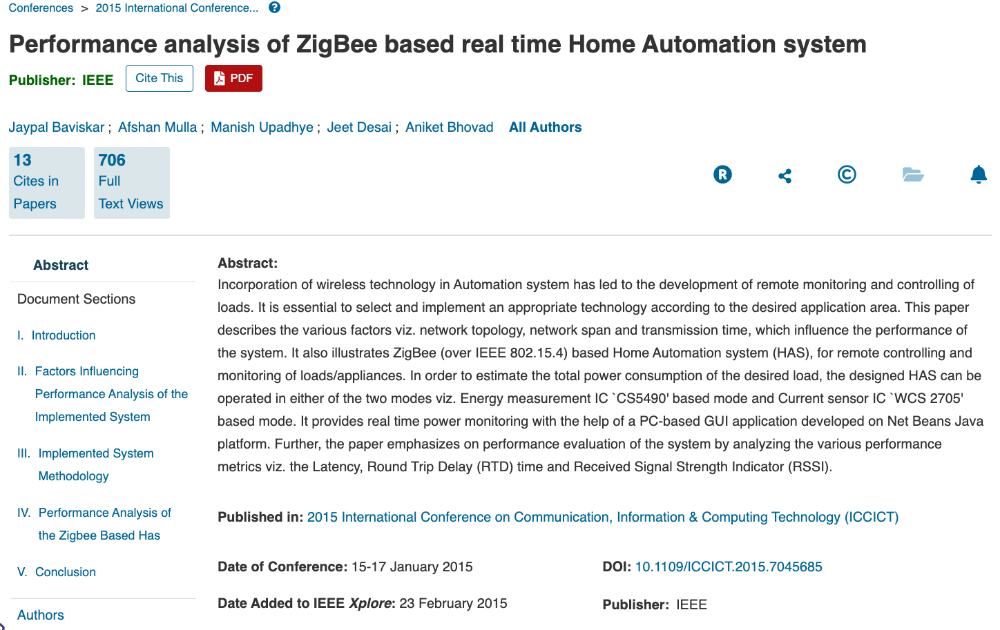 Conferences > 2015 International Conference... ?
Performance analysis of ZigBee based real time Home Automation system
Publisher: IEEE Cite This PDF
Jaypal Baviskar ; Afshan Mulla ; Manish Upadhye ; Jeet Desai ; Aniket Bhovad All Authors
13
Cites in
Papers
706
Full
Text Views
R ©
Abstract
Document Sections
I. Introduction
II. Factors Influencing
Performance Analysis of the
Implemented System
III. Implemented System
Methodology
IV. Performance Analysis of
the Zigbee Based Has
V. Conclusion
Authors
Abstract:
Incorporation of wireless technology in Automation system has led to the development of remote monitoring and controlling of
loads. It is essential to select and implement an appropriate technology according to the desired application area. This paper
describes the various factors viz. network topology, network span and transmission time, which influence the performance of
the system. It also illustrates ZigBee (over IEEE 802.15.4) based Home Automation system (HAS), for remote controlling and
monitoring of loads/appliances. In order to estimate the total power consumption of the desired load, the designed HAS can be
operated in either of the two modes viz. Energy measurement IC `CS5490' based mode and Current sensor IC `WCS 2705'
based mode. It provides real time power monitoring with the help of a PC-based GUI application developed on Net Beans Java
platform. Further, the paper emphasizes on performance evaluation of the system by analyzing the various performance
metrics viz. the Latency, Round Trip Delay (RTD) time and Received Signal Strength Indicator (RSSI).
Published in: 2015 International Conference on Communication, Information & Computing Technology (ICCICT)
Date of Conference: 15-17 January 2015
DOI: 10.1109/ICCICT.2015.7045685
Date Added to IEEE Xplore: 23 February 2015
Publisher: IEEE